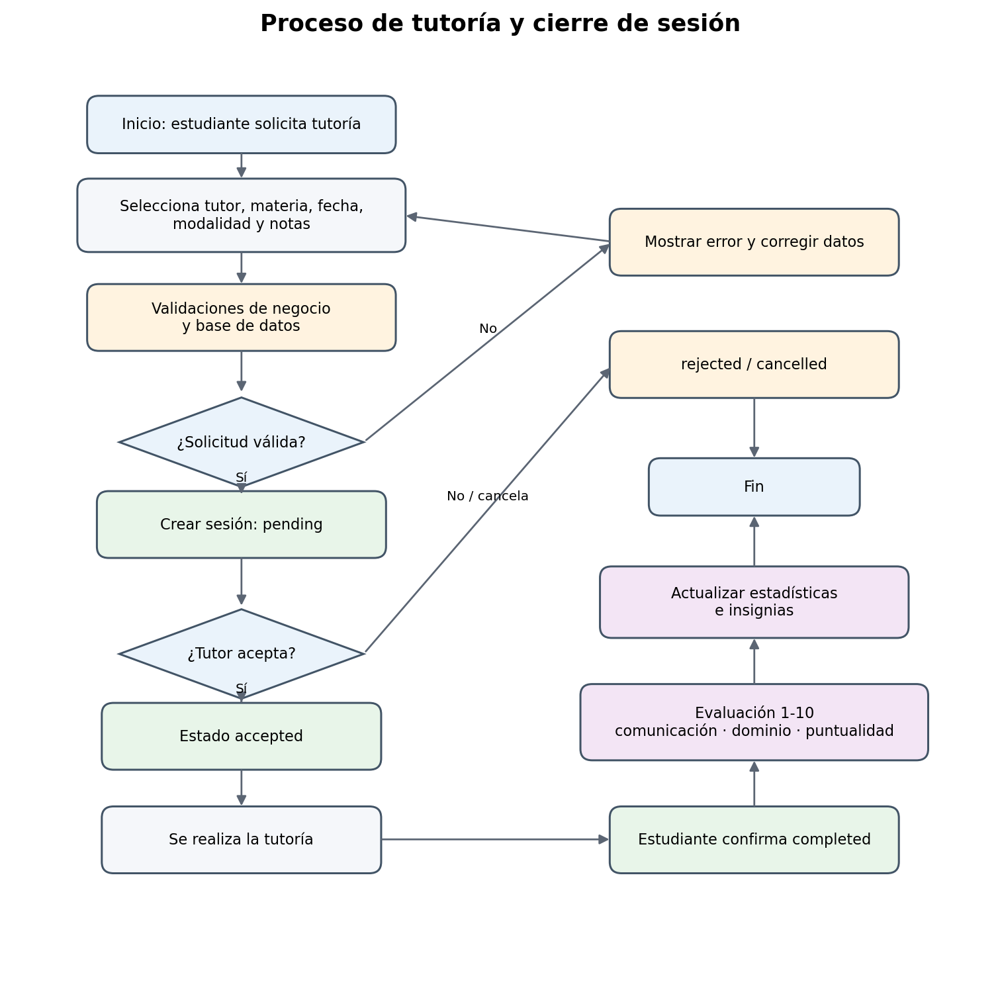 Proceso de tutoría y cierre de sesión
Inicio: estudiante solicita tutoría
Selecciona tutor, materia, fecha,
modalidad y notas
Validaciones de negocio
y base de datos
¿Solicitud válida?
Sí
No
Mostrar error y corregir datos
Crear sesión: pending
¿Tutor acepta?
Sí
No / cancela
rejected / cancelled
Fin
Estado accepted
Se realiza la tutoría
Estudiante confirma completed
Evaluación 1-10
comunicación · dominio · puntualidad
Actualizar estadísticas
e insignias